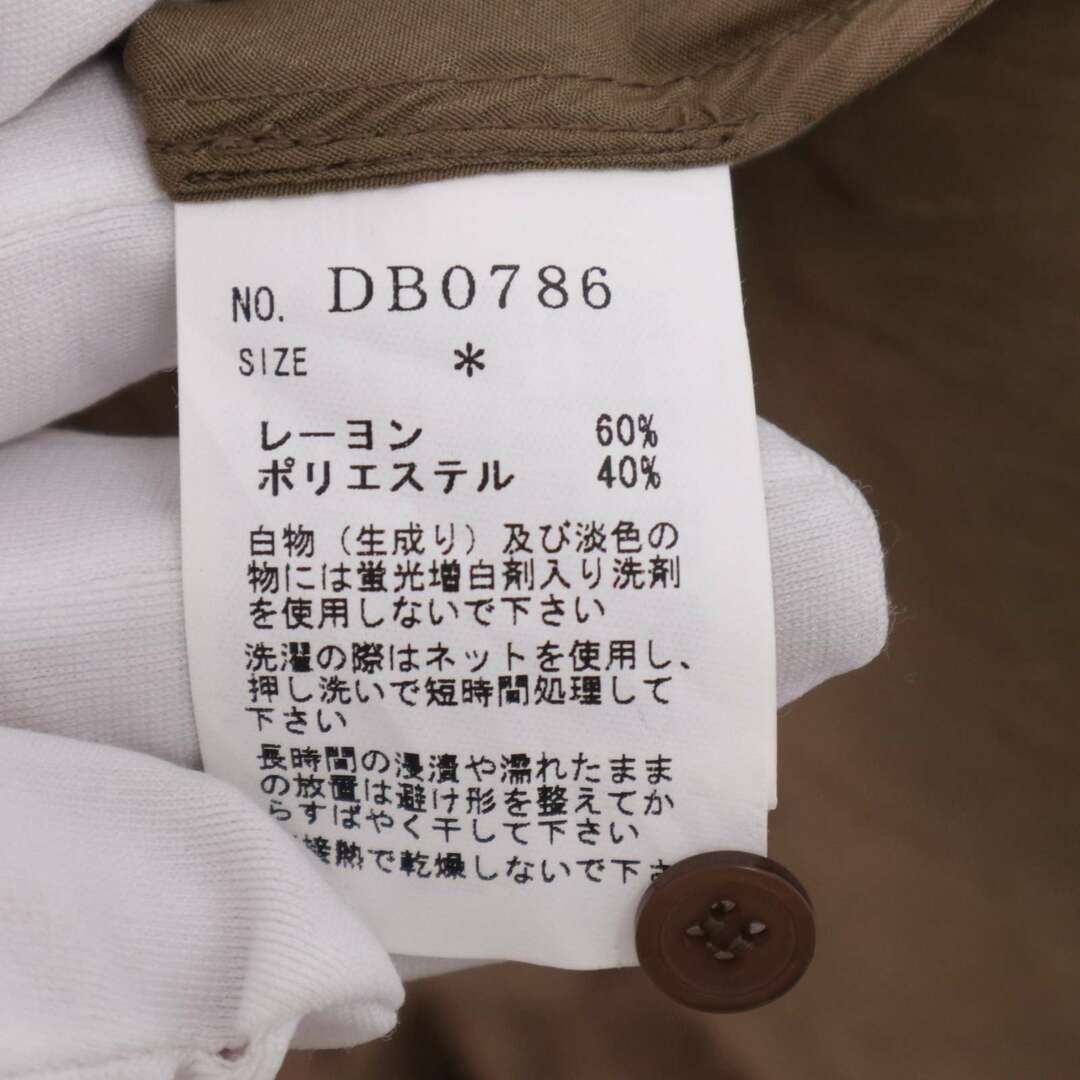 NO. DB0786
SIZE *
レーヨン 60%
ポリエステル 40%
白物(生成り)及び淡色の
物には蛍光増白剤入り洗剤
を使用しないで下さい
洗濯の際はネットを使用し、
押し洗いで短時間処理して
下さい
長時間の浸漬や濡れたまま
の放置は避け形を整えてか
らすばやく干して下さい
接熱で乾燥しないで下さ